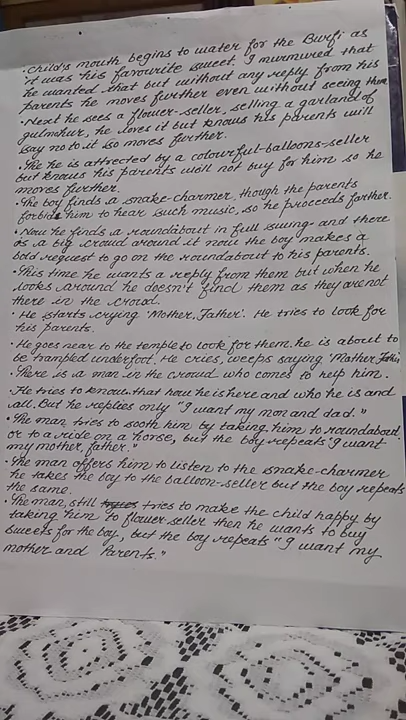 • Child's mouth begins to water for the Burfi as
it was his favourite sweet. I murmured that
he wanted that but without any reply from his
parents he moves further even without seeing them
• Next he sees a flower-seller, selling a garland of
gulmohur, he loves it but knows his parents will
say no to it so moves further.
• The he is attrected by a colourful-balloons-seller
but knows his parents will not buy for him so he
moves further.
• The boy finds a snake-charmer, though the parents
forbids him to hear such music, so he proceeds farther.
• Now he finds a roundabout in full swing and there
is a big crowd around it now the boy makes a
bold request to go on the roundabout to his parents.
• This time he wants a reply from them but when he
looks around he doesn't find them as they are not
there in the crowd.
• He starts crying 'Mother, Father'. He tries to look for
his parents.
• He goes near to the temple to look for them. he is about to
be trampled underfoot. He cries, weeps saying 'Mother, Father'
• There is a man in the crowd who comes to help him.
• He tries to know that how he is here and who he is and
all. But he replies only "I want my mom and dad."
• The man tries to sooth him by taking him to roundabout
or to a ride on a horse, but the boy repeats "I want
my mother, father."
• The man offers him to listen to the snake-charmer
he takes the boy to the balloon-seller but the boy repeats
the same.
• The man, still tries to make the child happy by
taking him to flower seller then he wants to buy
sweets for the boy, but the boy repeats "I want my
mother and Parents."